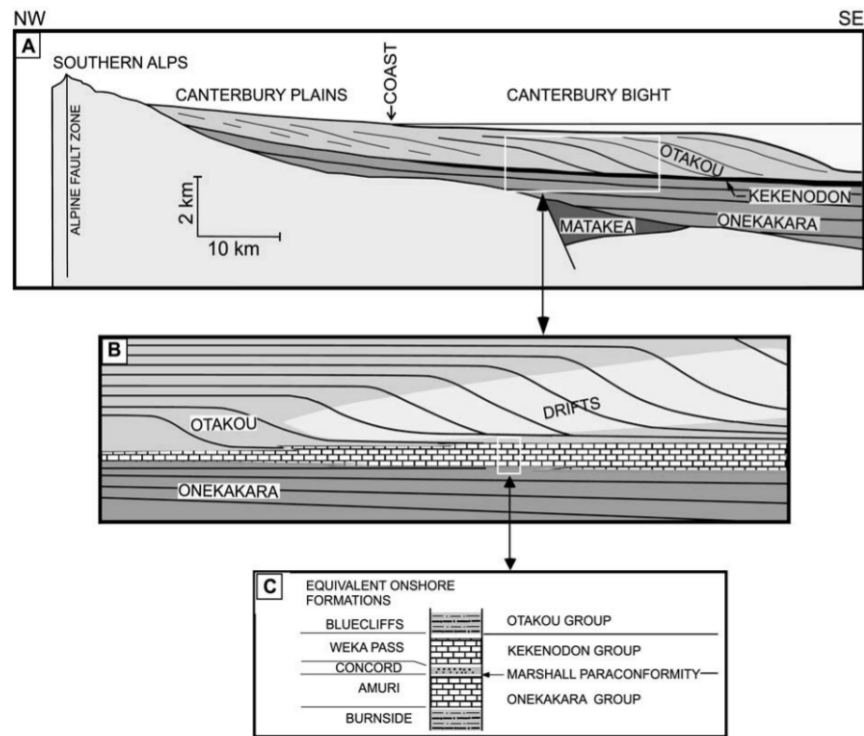 NW
SE
A
SOUTHERN ALPS
CANTERBURY PLAINS
COAST
CANTERBURY BIGHT
ALPINE FAULT ZONE
2 km
10 km
OTAKOU
KEKENODON
MATAKEA
ONEKAKARA
B
OTAKOU
DRIFTS
ONEKAKARA
C
EQUIVALENT ONSHORE
FORMATIONS
BLUECLIFFS
OTAKOU GROUP
WEKA PASS
KEKENODON GROUP
CONCORD
MARSHALL PARACONFORMITY
AMURI
ONEKAKARA GROUP
BURNSIDE